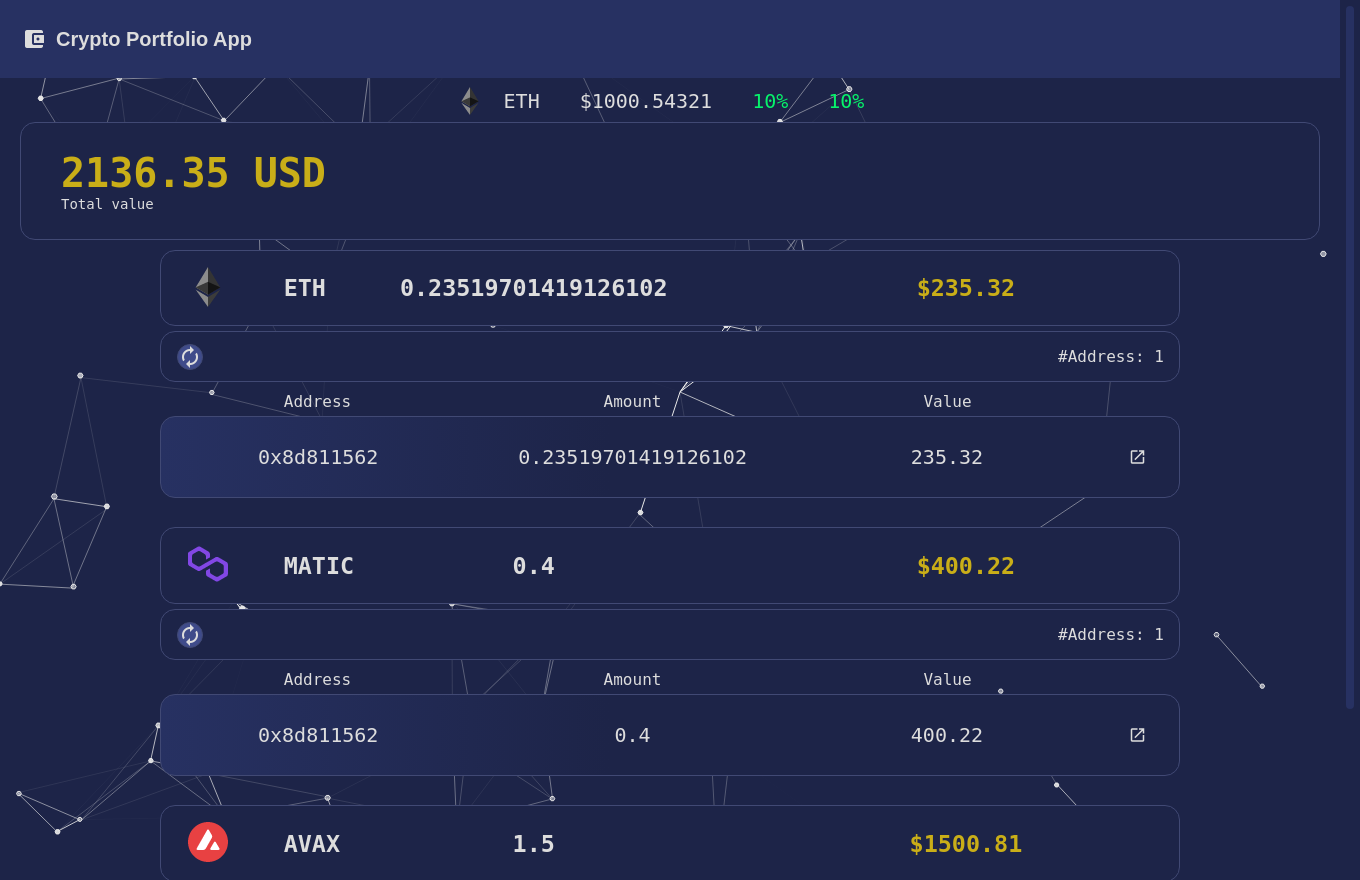 Crypto Portfolio App
ETH $1000.54321 10% 10%
2136.35 USD
Total value
ETH 0.23519701419126102 $235.32
#Address: 1
Address Amount Value
0x8d811562 0.23519701419126102 235.32
MATIC 0.4 $400.22
#Address: 1
Address Amount Value
0x8d811562 0.4 400.22
AVAX 1.5 $1500.81